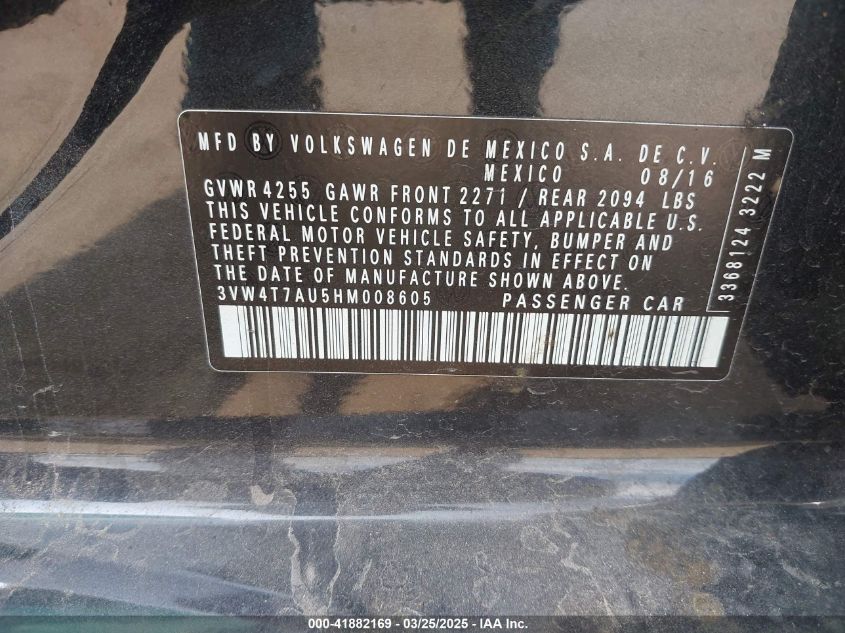 MFD BY VOLKSWAGEN DE MEXICO S.A. DE C.V.
MEXICO 08/16
GVWR 4255 GAWR FRONT 2271 / REAR 2094 LBS
THIS VEHICLE CONFORMS TO ALL APPLICABLE U.S.
FEDERAL MOTOR VEHICLE SAFETY, BUMPER AND
THEFT PREVENTION STANDARDS IN EFFECT ON
THE DATE OF MANUFACTURE SHOWN ABOVE.
3VW4T7AU5HM008605 PASSENGER CAR
3368124 3222 M
000-41882169 - 03/25/2025 - IAA Inc.